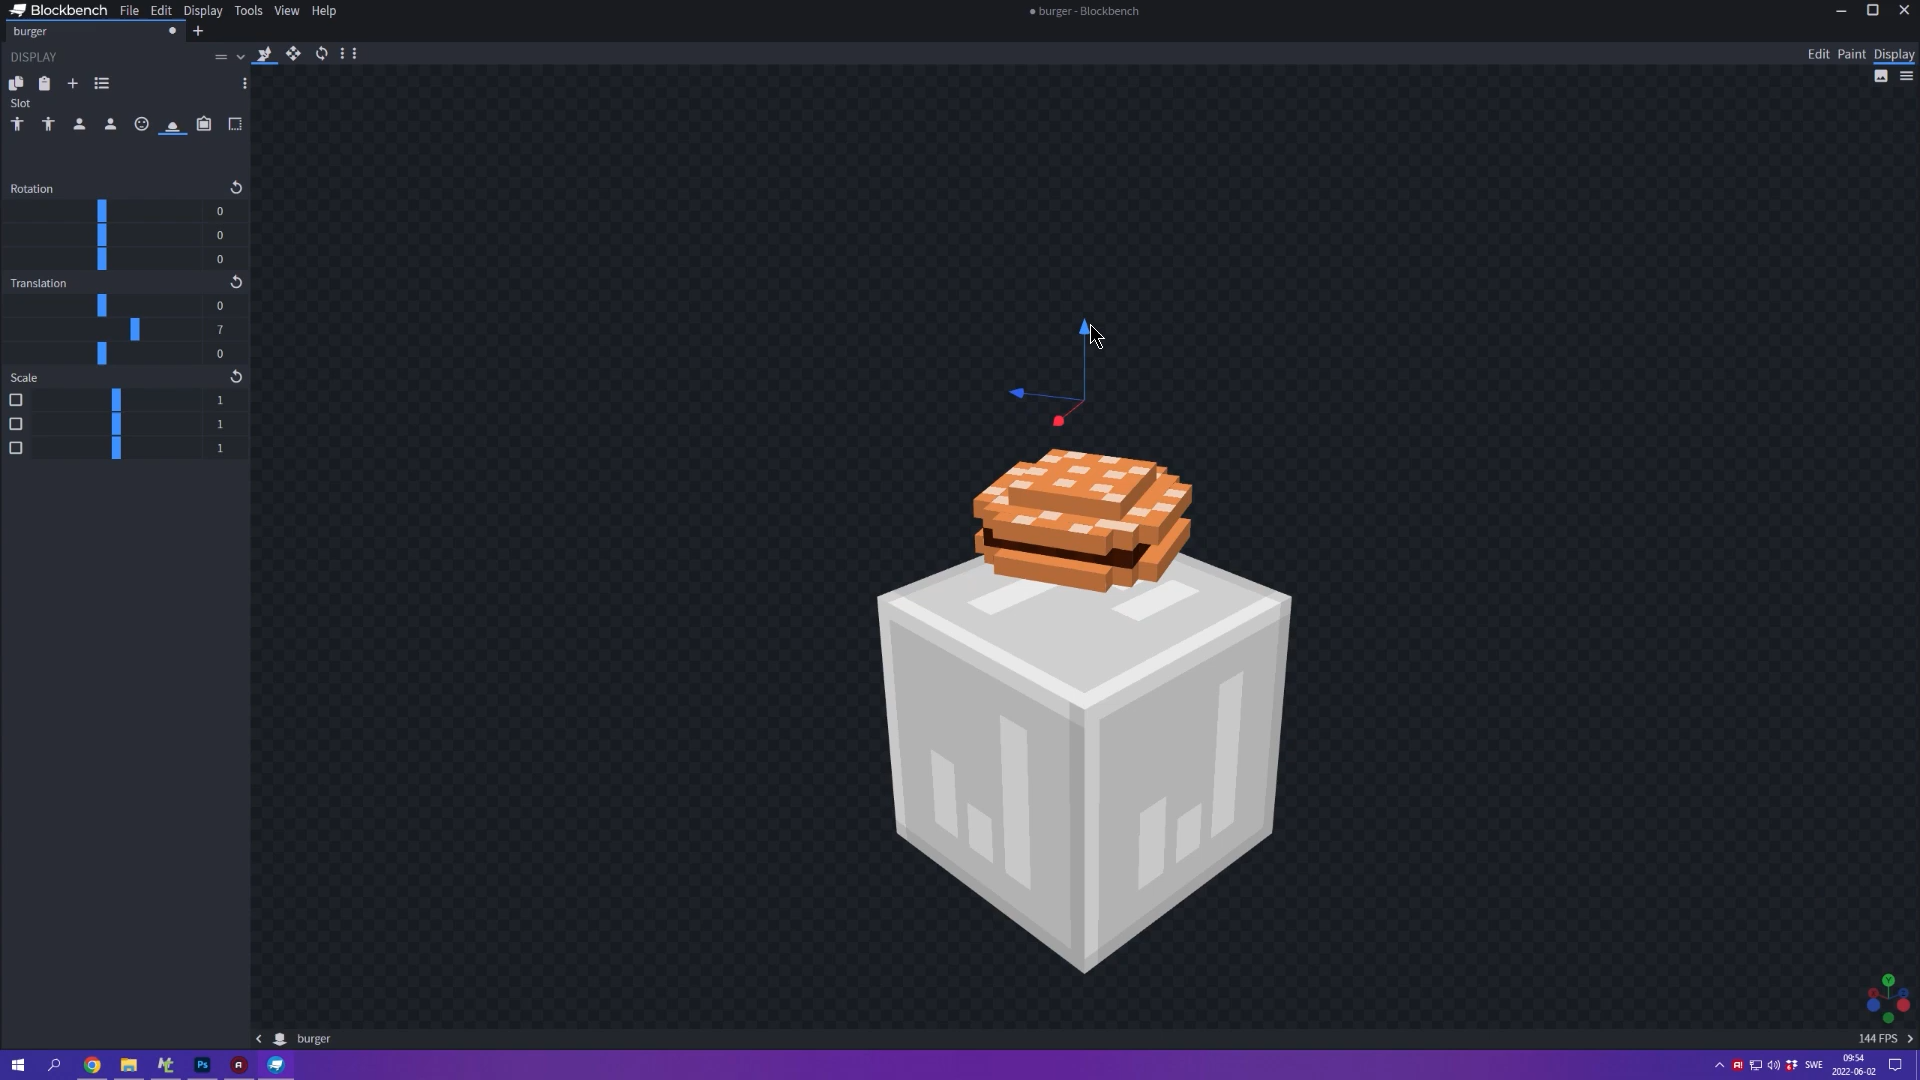 Blockbench File Edit Display Tools View Help
● burger - Blockbench
burger
DISPLAY
Edit Paint Display
Slot
Rotation
0
0
0
Translation
0
7
0
Scale
1
1
1
burger
144 FPS
Ps
SWE
09:54
2022-06-02